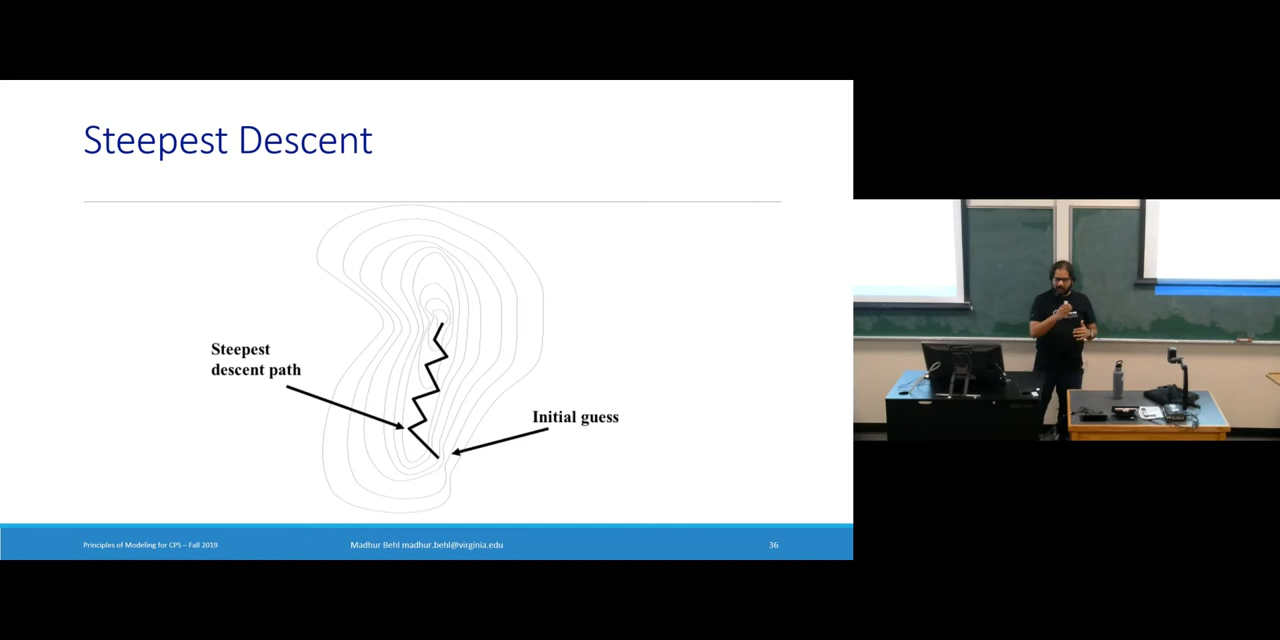 Steepest Descent
Steepest
descent path
Initial guess
Principles of Modeling for CPS – Fall 2019
Madhur Behl madhur.behl@virginia.edu
36